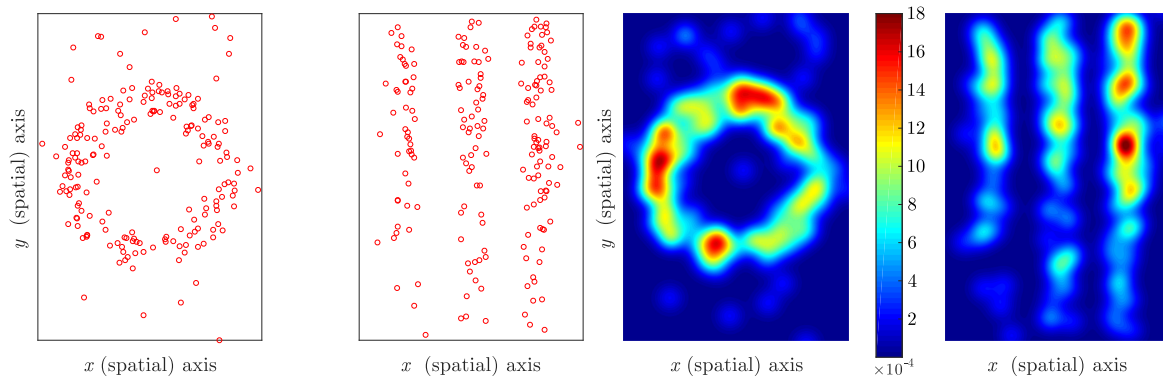 y (spatial) axis
x (spatial) axis
x (spatial) axis
y (spatial) axis
x (spatial) axis
18
16
14
12
10
8
6
4
2
×10⁻⁴
x (spatial) axis